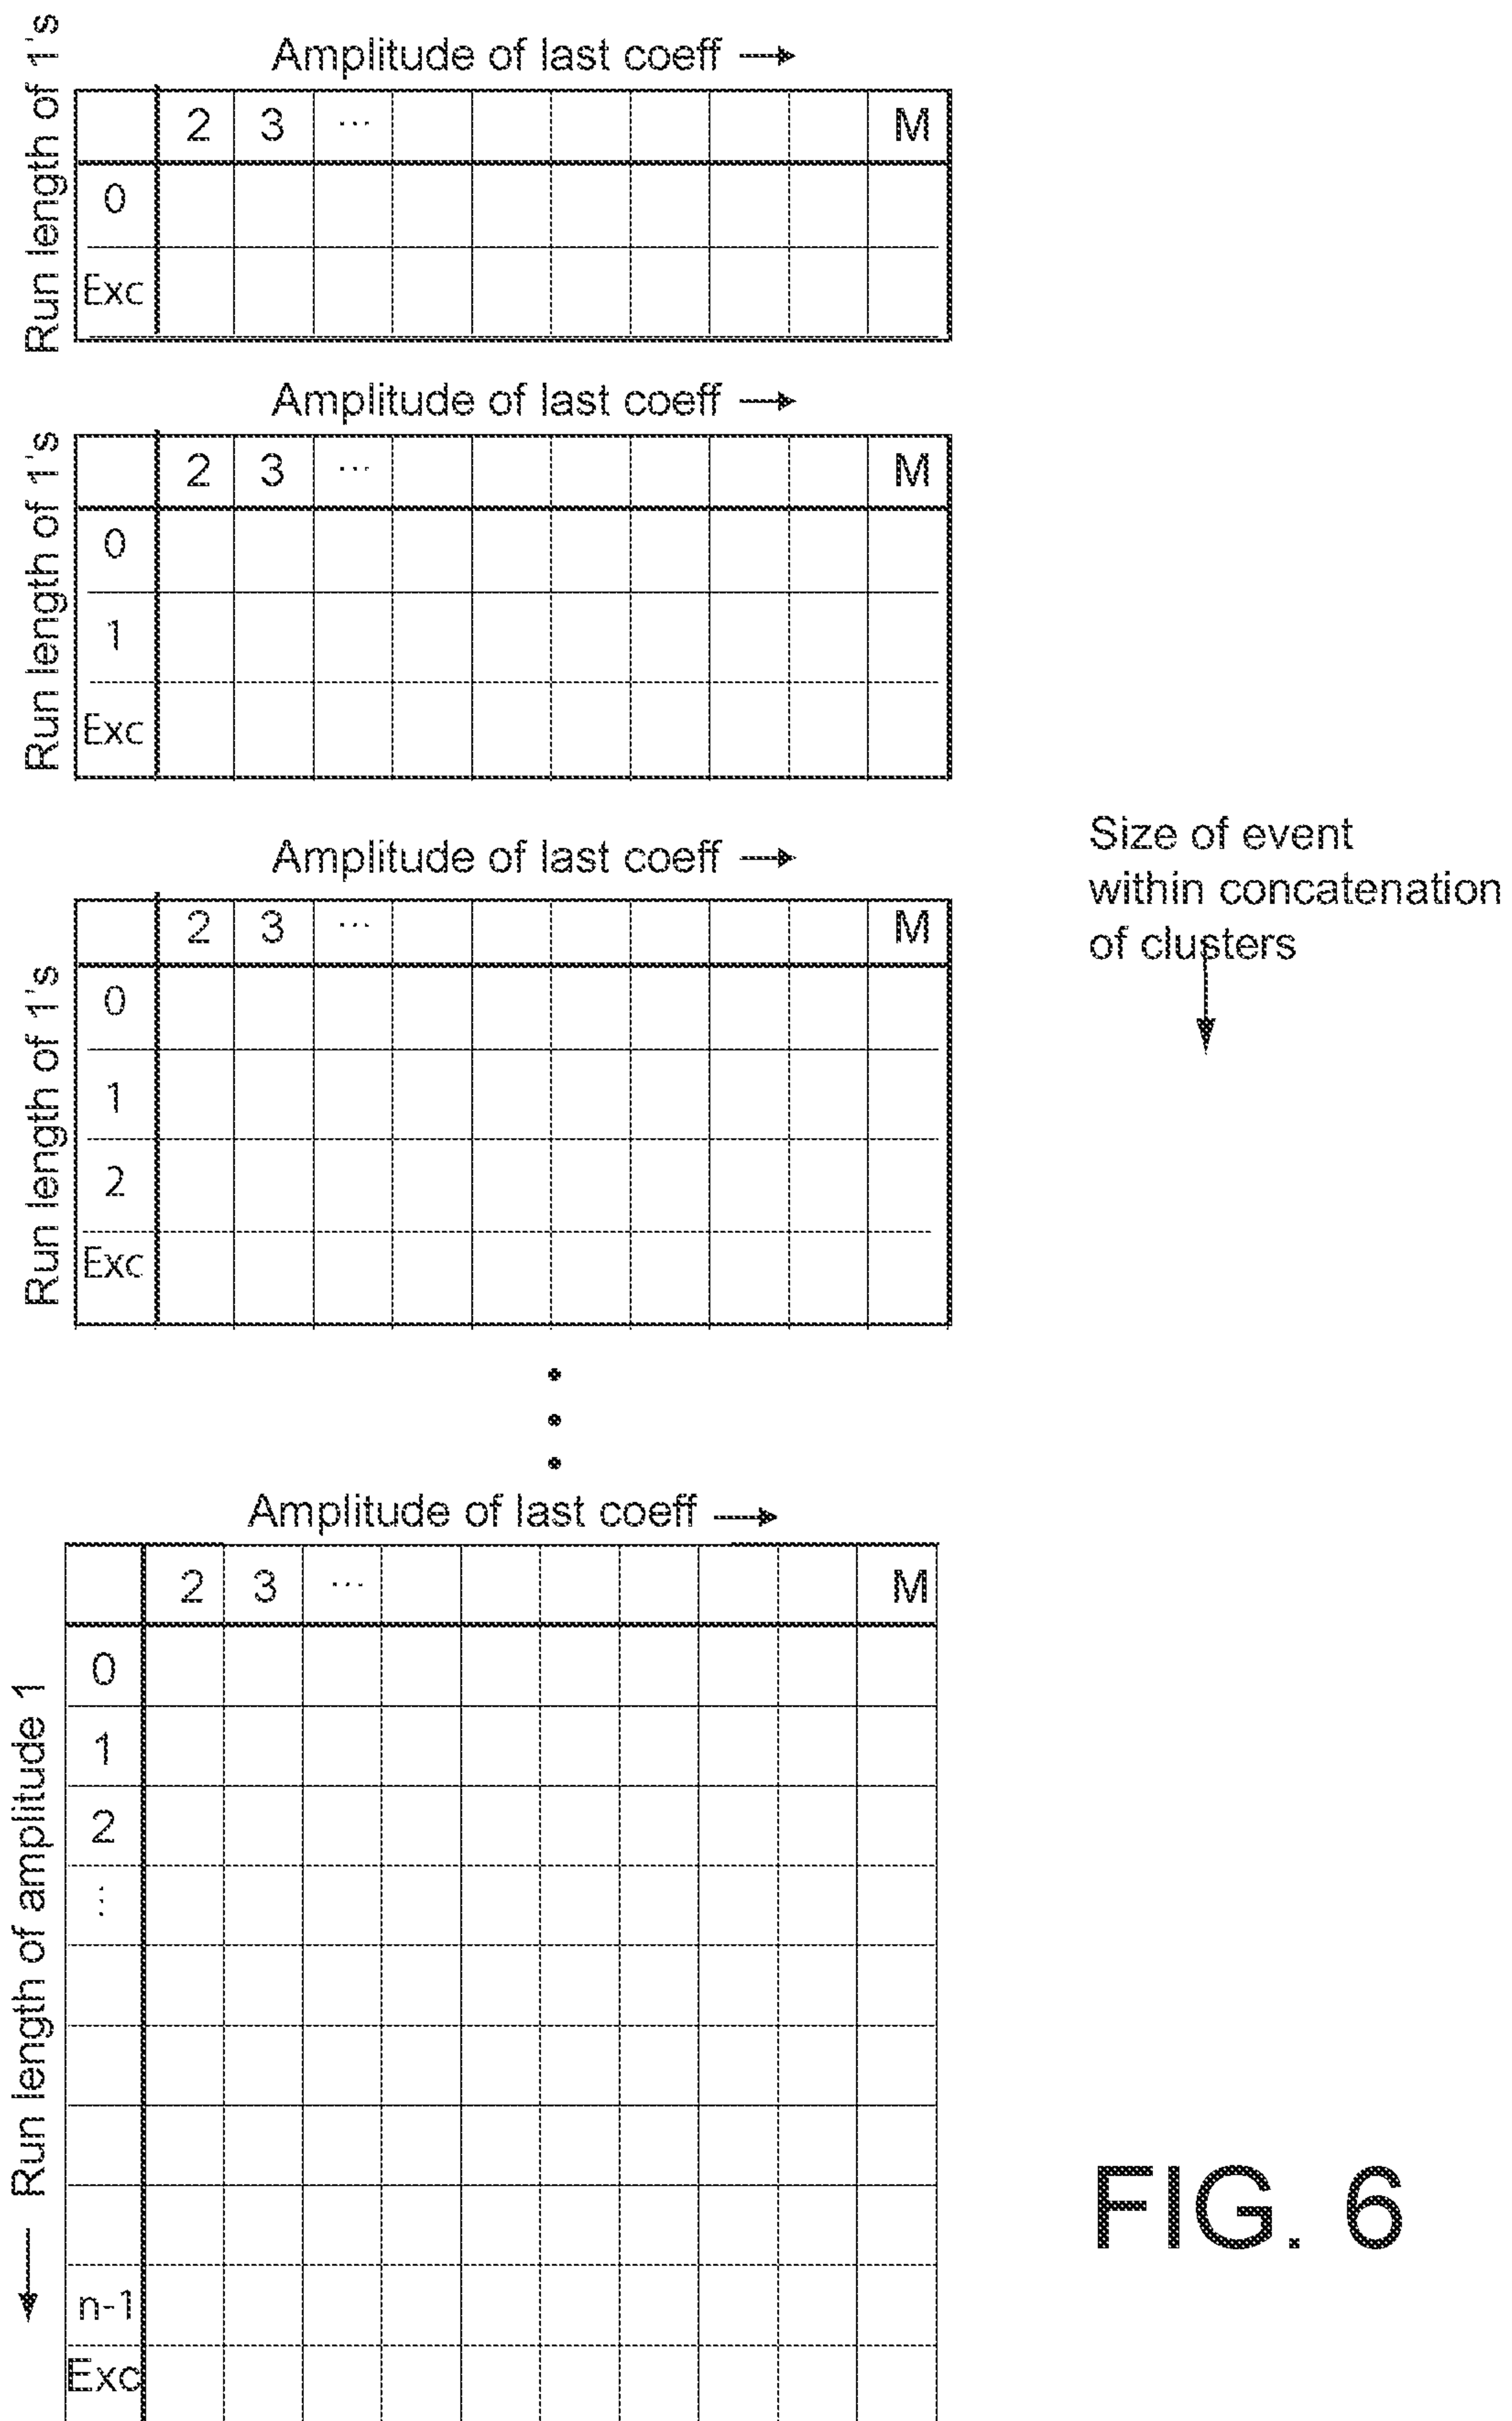 Amplitude of last coeff →
Run length of 1's
2 3 ... M
0
Exc
Amplitude of last coeff →
Run length of 1's
2 3 ... M
0
1
Exc
Amplitude of last coeff →
Run length of 1's
2 3 ... M
0
1
2
Exc
Size of event
within concatenation
of clusters
Amplitude of last coeff →
Run length of amplitude 1
2 3 ... M
0
1
2
...
n-1
Exc
FIG. 6